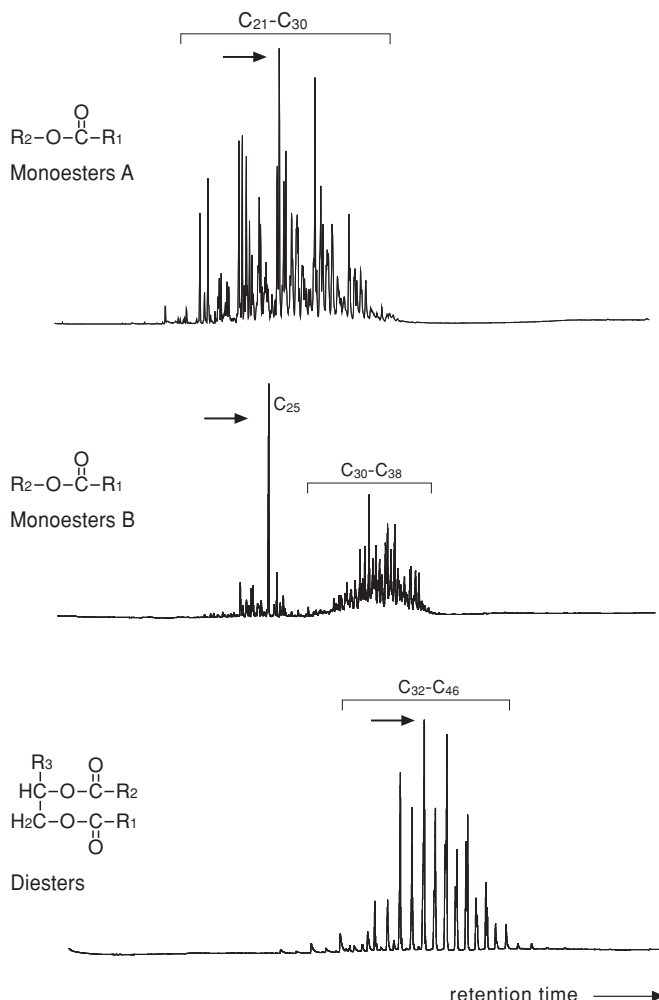 C21-C30
O
R2–O–C–R1
Monoesters A
C25
C30-C38
O
R2–O–C–R1
Monoesters B
C32-C46
R3 O
HC–O–C–R2
H2C–O–C–R1
O
Diesters
retention time